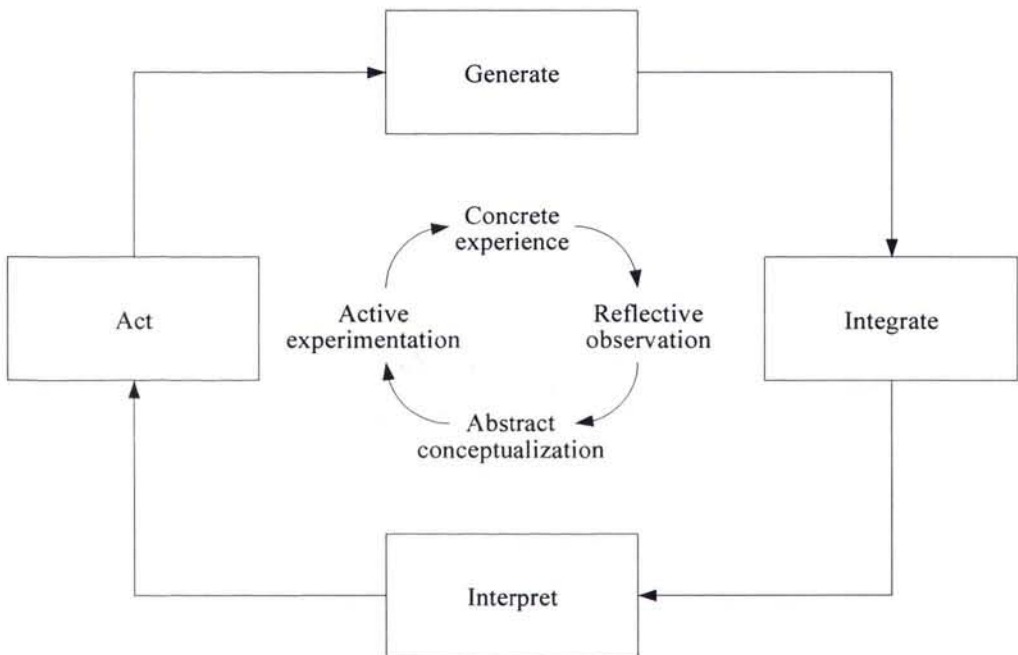 Generate
Concrete
experience
Act
Active
experimentation
Reflective
observation
Integrate
Abstract
conceptualization
Interpret